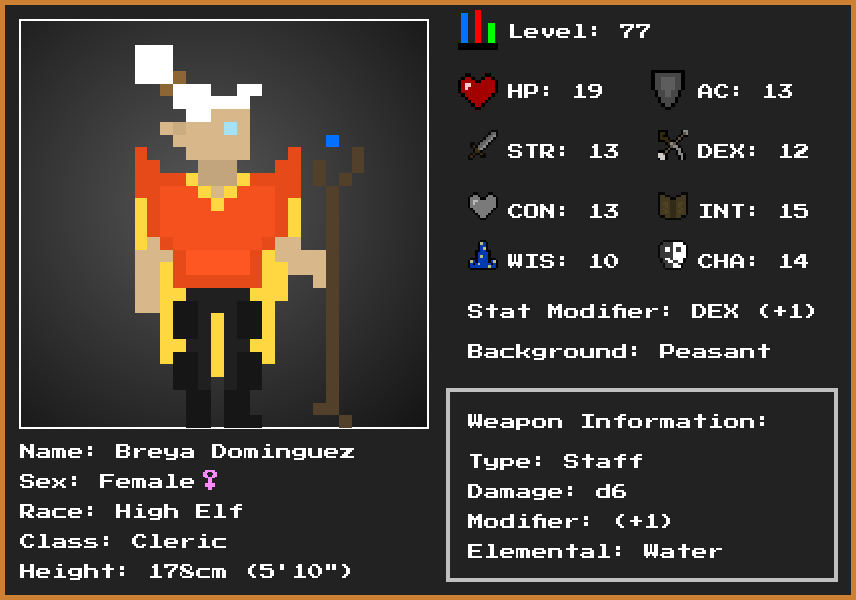 Level: 77
HP: 19 AC: 13
STR: 13 DEX: 12
CON: 13 INT: 15
WIS: 10 CHA: 14
Stat Modifier: DEX (+1)
Background: Peasant
Weapon Information:
Type: Staff
Damage: d6
Modifier: (+1)
Elemental: Water
Name: Breya Dominguez
Sex: Female♀
Race: High Elf
Class: Cleric
Height: 178cm (5'10")